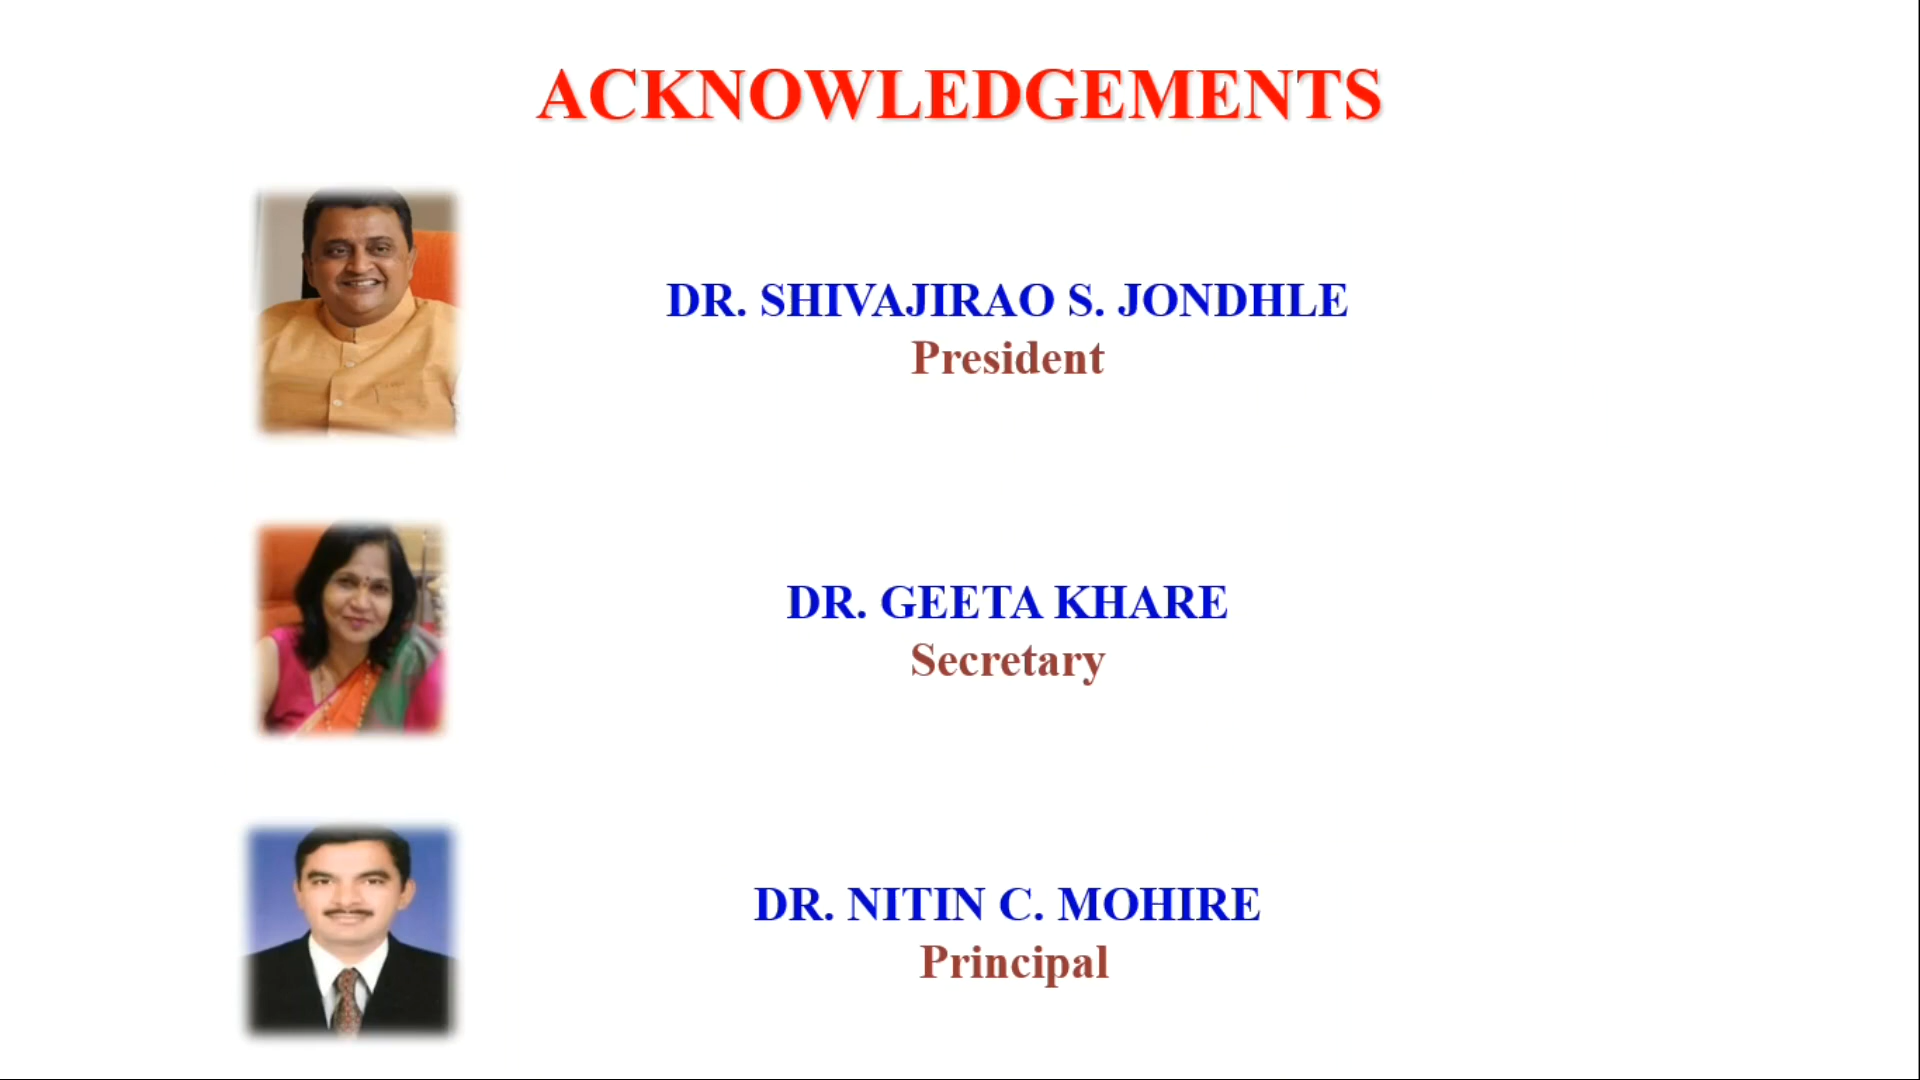 ACKNOWLEDGEMENTS
DR. SHIVAJIRAO S. JONDHLE
President
DR. GEETA KHARE
Secretary
DR. NITIN C. MOHIRE
Principal